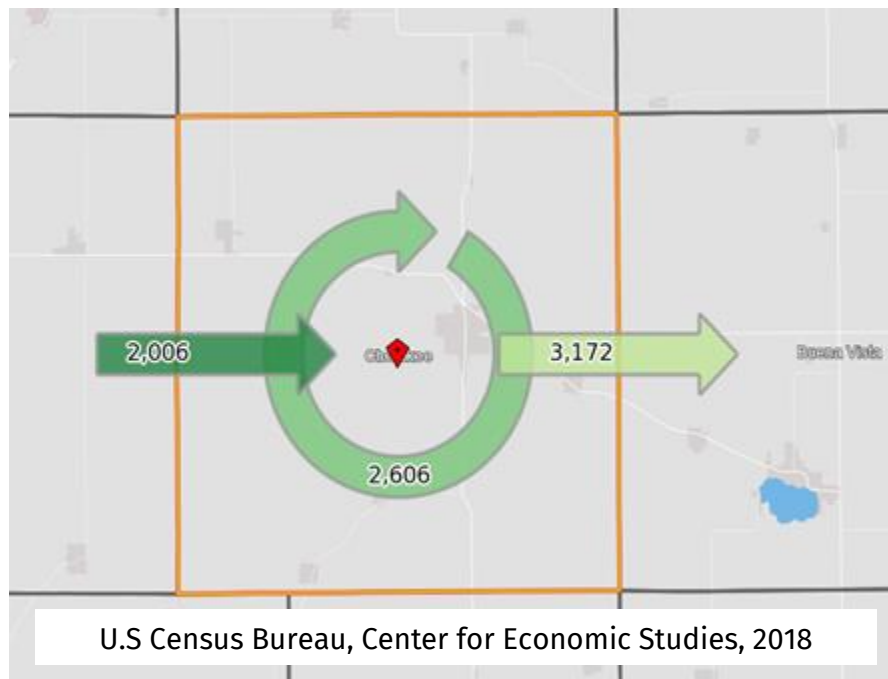 2,006
3,172
Buena Vista
2,606
U.S Census Bureau, Center for Economic Studies, 2018